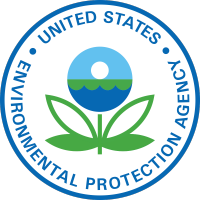 UNITED STATES
• ENVIRONMENTAL PROTECTION AGENCY •